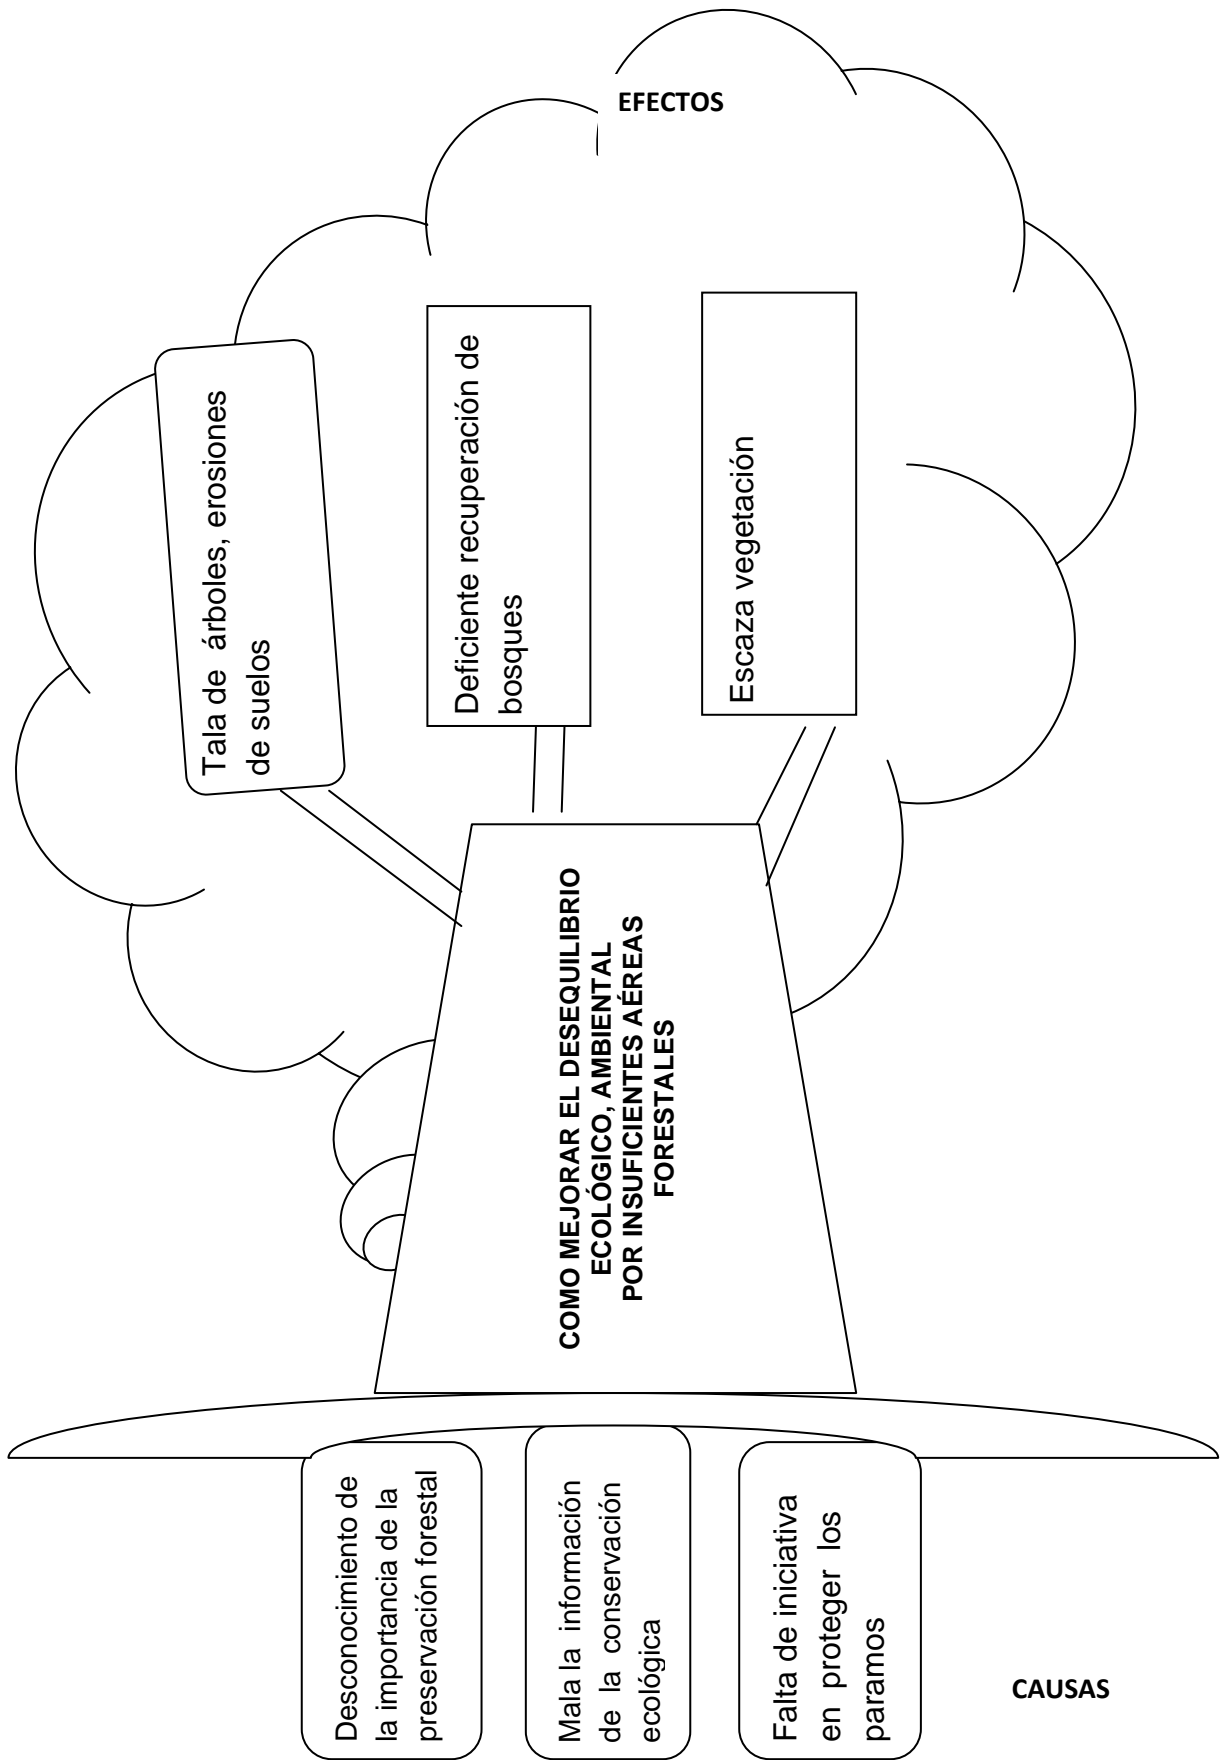 EFECTOS
Tala de árboles, erosiones
de suelos
Deficiente recuperación de
bosques
Escaza vegetación
COMO MEJORAR EL DESEQUILIBRIO
ECOLÓGICO, AMBIENTAL
POR INSUFICIENTES AÉREAS
FORESTALES
Desconocimiento de
la importancia de la
preservación forestal
Mala la información
de la conservación
ecológica
Falta de iniciativa
en proteger los
paramos
CAUSAS